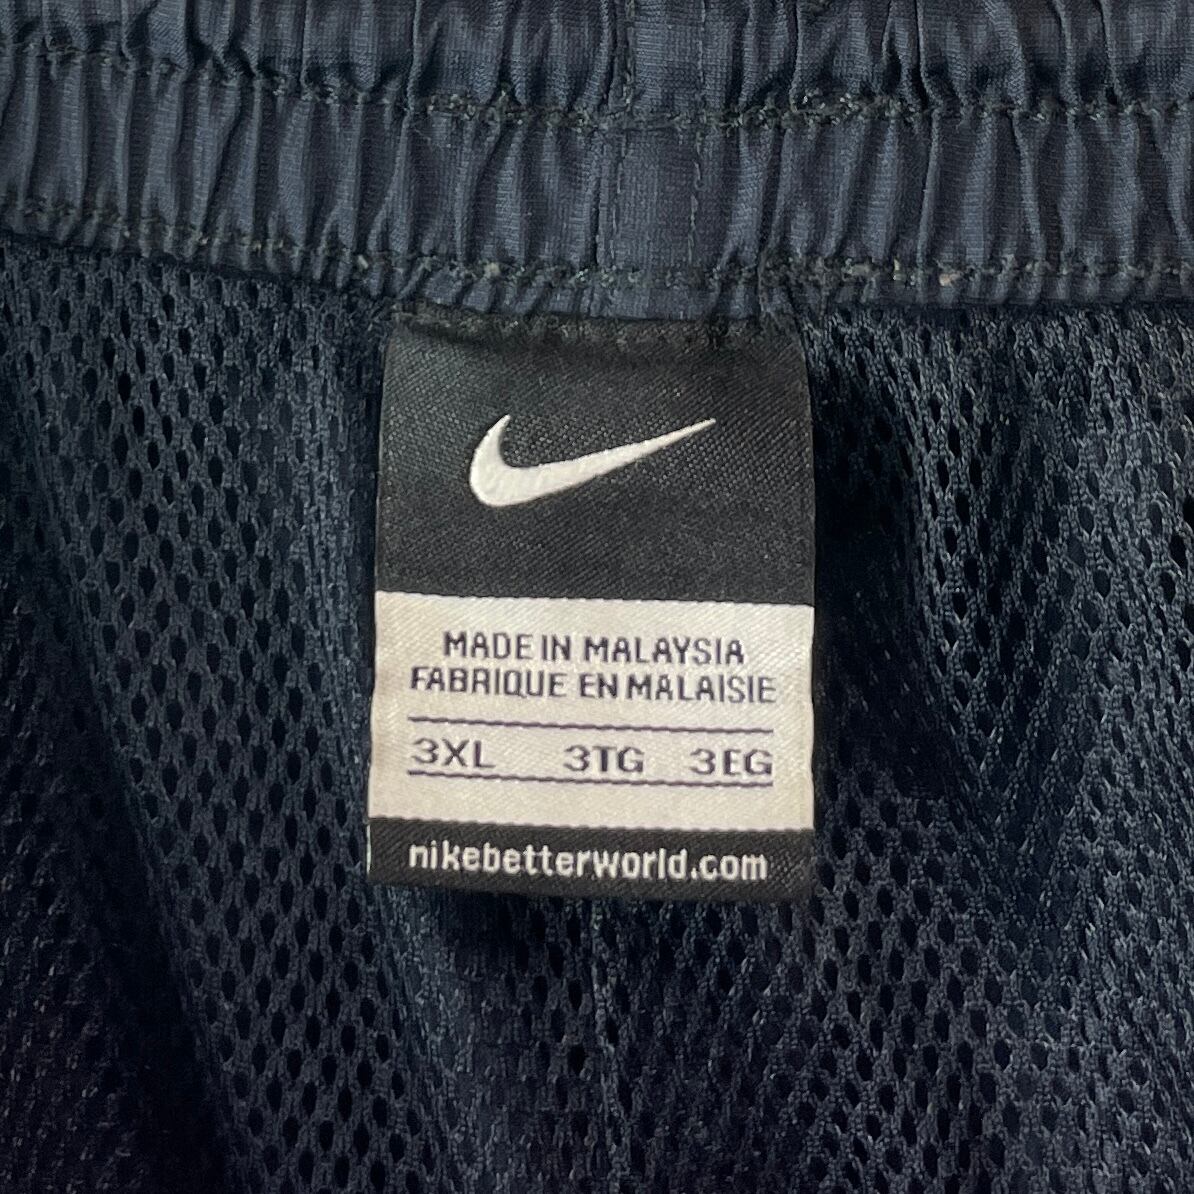 MADE IN MALAYSIA
FABRIQUE EN MALAISIE
3XL 3TG 3EG
nikebetterworld.com